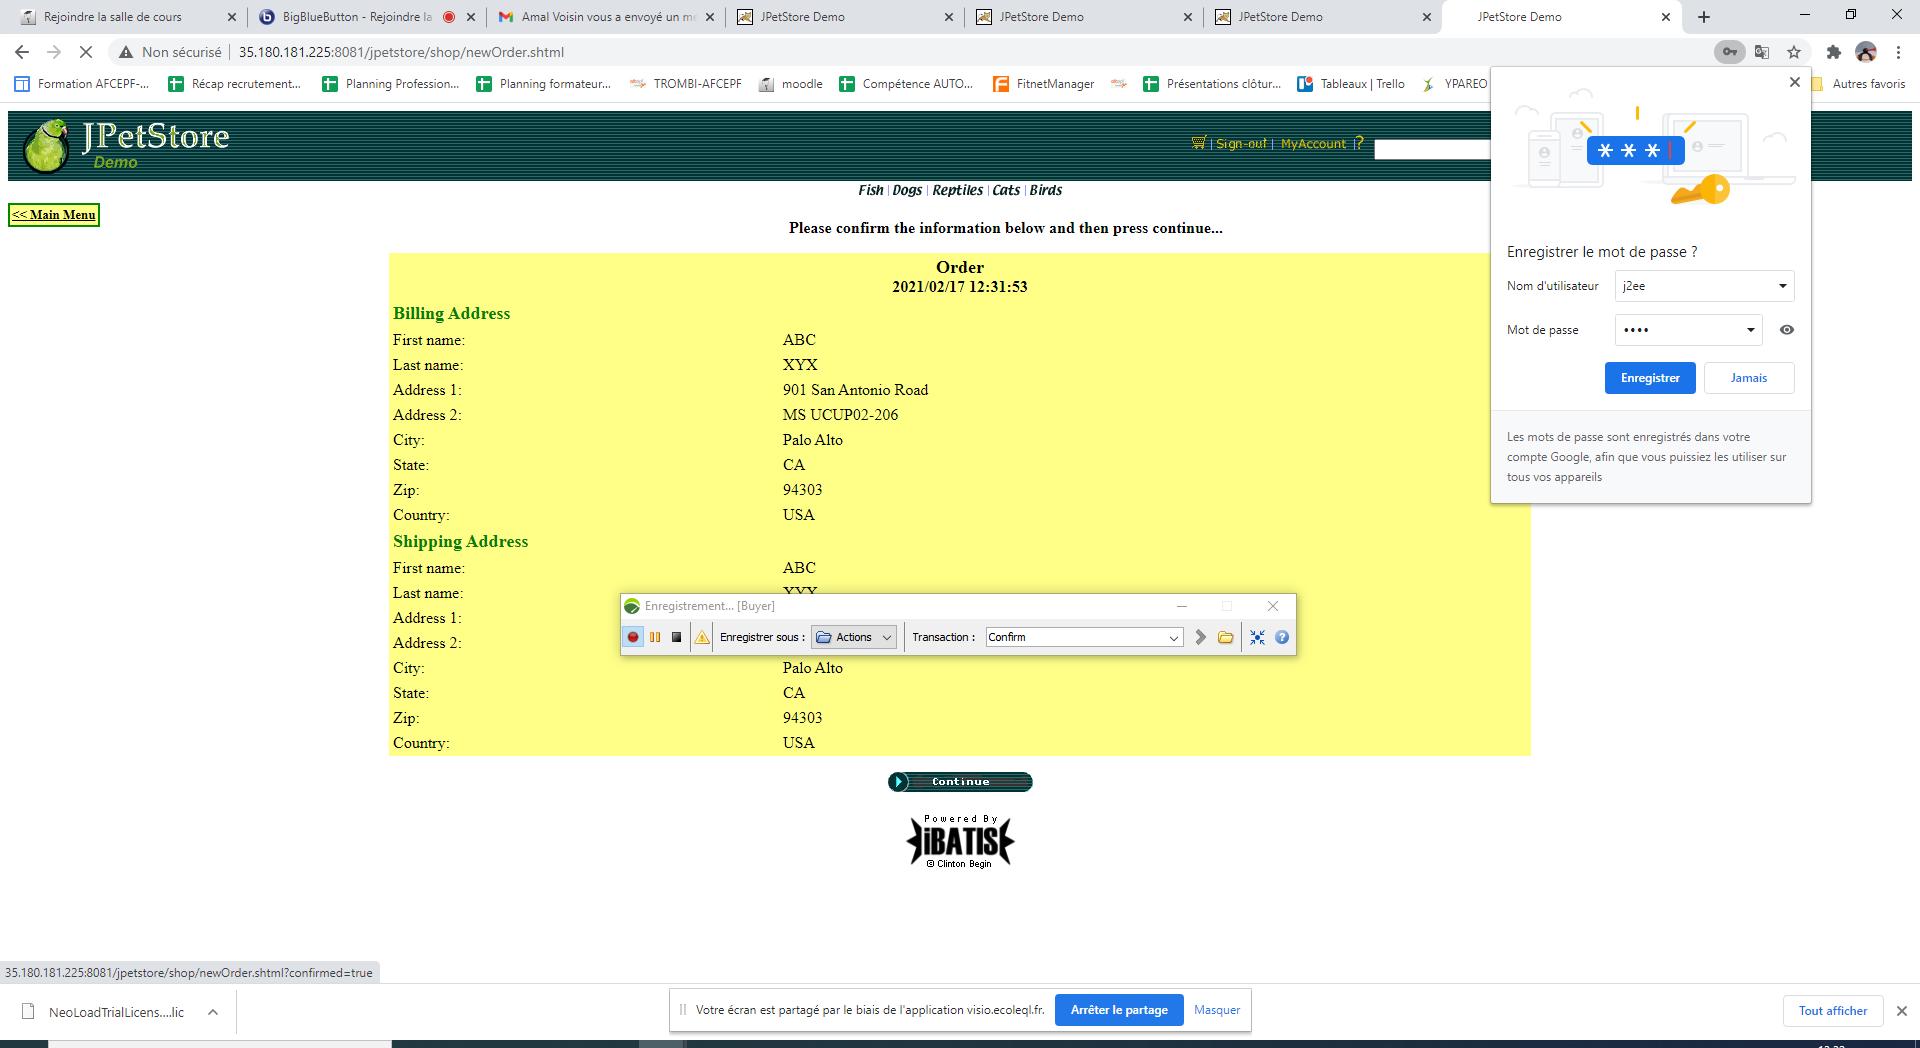 Rejoindre la salle de cours
BigBlueButton - Rejoindre la
Amal Voisin vous a envoyé un me
JPetStore Demo
JPetStore Demo
JPetStore Demo
JPetStore Demo
Non sécurisé
35.180.181.225:8081/jpetstore/shop/newOrder.shtml
Formation AFCEPF-...
Récap recrutement...
Planning Profession...
Planning formateur...
TROMBI-AFCEPF
moodle
Compétence AUTO...
FitnetManager
Présentations clôtur...
Tableaux | Trello
YPAREO
Autres favoris
JPetStore
Demo
Sign-out | MyAccount | ?
Fish | Dogs | Reptiles | Cats | Birds
<< Main Menu
Please confirm the information below and then press continue...
Order
2021/02/17 12:31:53
Billing Address
First name: ABC
Last name: XYX
Address 1: 901 San Antonio Road
Address 2: MS UCUP02-206
City: Palo Alto
State: CA
Zip: 94303
Country: USA
Shipping Address
First name: ABC
Last name: XYX
Address 1:
Address 2:
City: Palo Alto
State: CA
Zip: 94303
Country: USA
Continue
Powered By
iBATIS
© Clinton Begin
Enregistrement... [Buyer]
Enregistrer sous : Actions
Transaction : Confirm
Enregistrer le mot de passe ?
Nom d'utilisateur j2ee
Mot de passe ••••
Enregistrer
Jamais
Les mots de passe sont enregistrés dans votre
compte Google, afin que vous puissiez les utiliser sur
tous vos appareils
35.180.181.225:8081/jpetstore/shop/newOrder.shtml?confirmed=true
NeoLoadTrialLicens....lic
Votre écran est partagé par le biais de l'application visio.ecoleql.fr.
Arrêter le partage
Masquer
Tout afficher